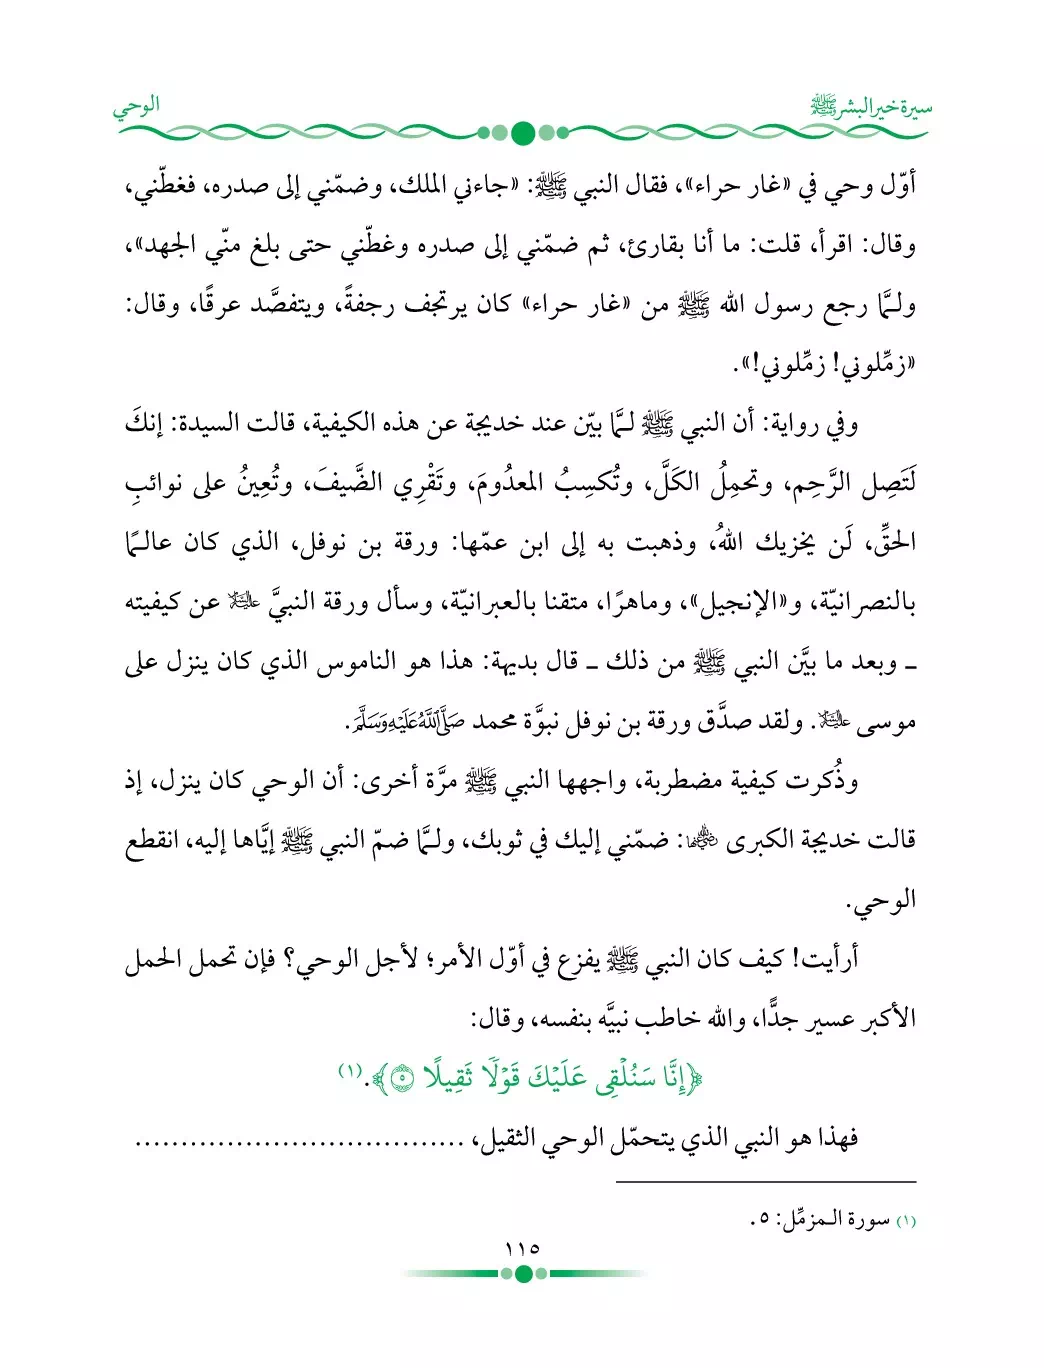 سيرة خير البشر ﷺ
الوحي
أوّل وحي في «غار حراء»، فقال النبي ﷺ: «جاءني الملك، وضمّني إلى صدره، فغطّني،
وقال: اقرأ، قلت: ما أنا بقارئ، ثم ضمّني إلى صدره وغطّني حتى بلغ منّي الجهد»،
ولـمَّا رجع رسول الله ﷺ من «غار حراء» كان يرتجف رجفةً، ويتفصَّد عرقًا، وقال:
«زمِّلوني! زمِّلوني!».
وفي رواية: أن النبي ﷺ لـمَّا بيّن عند خديجة عن هذه الكيفية، قالت السيدة: إنكَ
لَتَصِل الرَّحِم، وتحمِلُ الكَلَّ، وتُكسِبُ المعدُومَ، وتَقْرِي الضَّيفَ، وتُعِينُ على نوائبِ
الحقِّ، لَن يخزيك اللهُ، وذهبت به إلى ابن عمّها: ورقة بن نوفل، الذي كان عالـمًا
بالنصرانيّة، و«الإنجيل»، وماهرًا، متقنا بالعبرانيّة، وسأل ورقة النبيَّ عليه السلام عن كيفيته
ـ وبعد ما بيَّن النبي ﷺ من ذلك ـ قال بديهة: هذا هو الناموس الذي كان ينزل على
موسى عليه السلام. ولقد صدَّق ورقة بن نوفل نبوَّة محمد صَلَّى اللَّهُ عَلَيْهِ وَسَلَّمَ.
وذُكرت كيفية مضطربة، واجهها النبي ﷺ مرَّة أخرى: أن الوحي كان ينزل، إذ
قالت خديجة الكبرى رضي الله عنها: ضمّني إليك في ثوبك، ولـمَّا ضمّ النبي ﷺ إيَّاها إليه، انقطع
الوحي.
أرأيت! كيف كان النبي ﷺ يفزع في أوّل الأمر؛ لأجل الوحي؟ فإن تحمل الحمل
الأكبر عسير جدًّا، والله خاطب نبيَّه بنفسه، وقال:
﴿إِنَّا سَنُلْقِى عَلَيْكَ قَوْلًا ثَقِيلًا ٥﴾.(١)
فهذا هو النبي الذي يتحمّل الوحي الثقيل، ....................................
(١) سورة الـمزمِّل: ٥.
١١٥